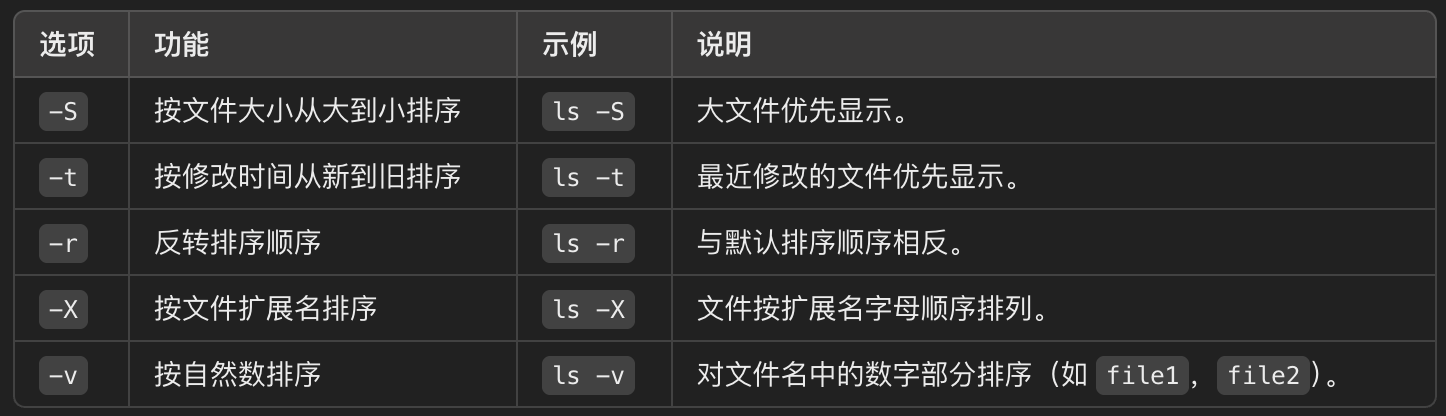 选项 功能 示例 说明
-S 按文件大小从大到小排序 ls -S 大文件优先显示。
-t 按修改时间从新到旧排序 ls -t 最近修改的文件优先显示。
-r 反转排序顺序 ls -r 与默认排序顺序相反。
-X 按文件扩展名排序 ls -X 文件按扩展名字母顺序排列。
-v 按自然数排序 ls -v 对文件名中的数字部分排序（如 file1, file2)。